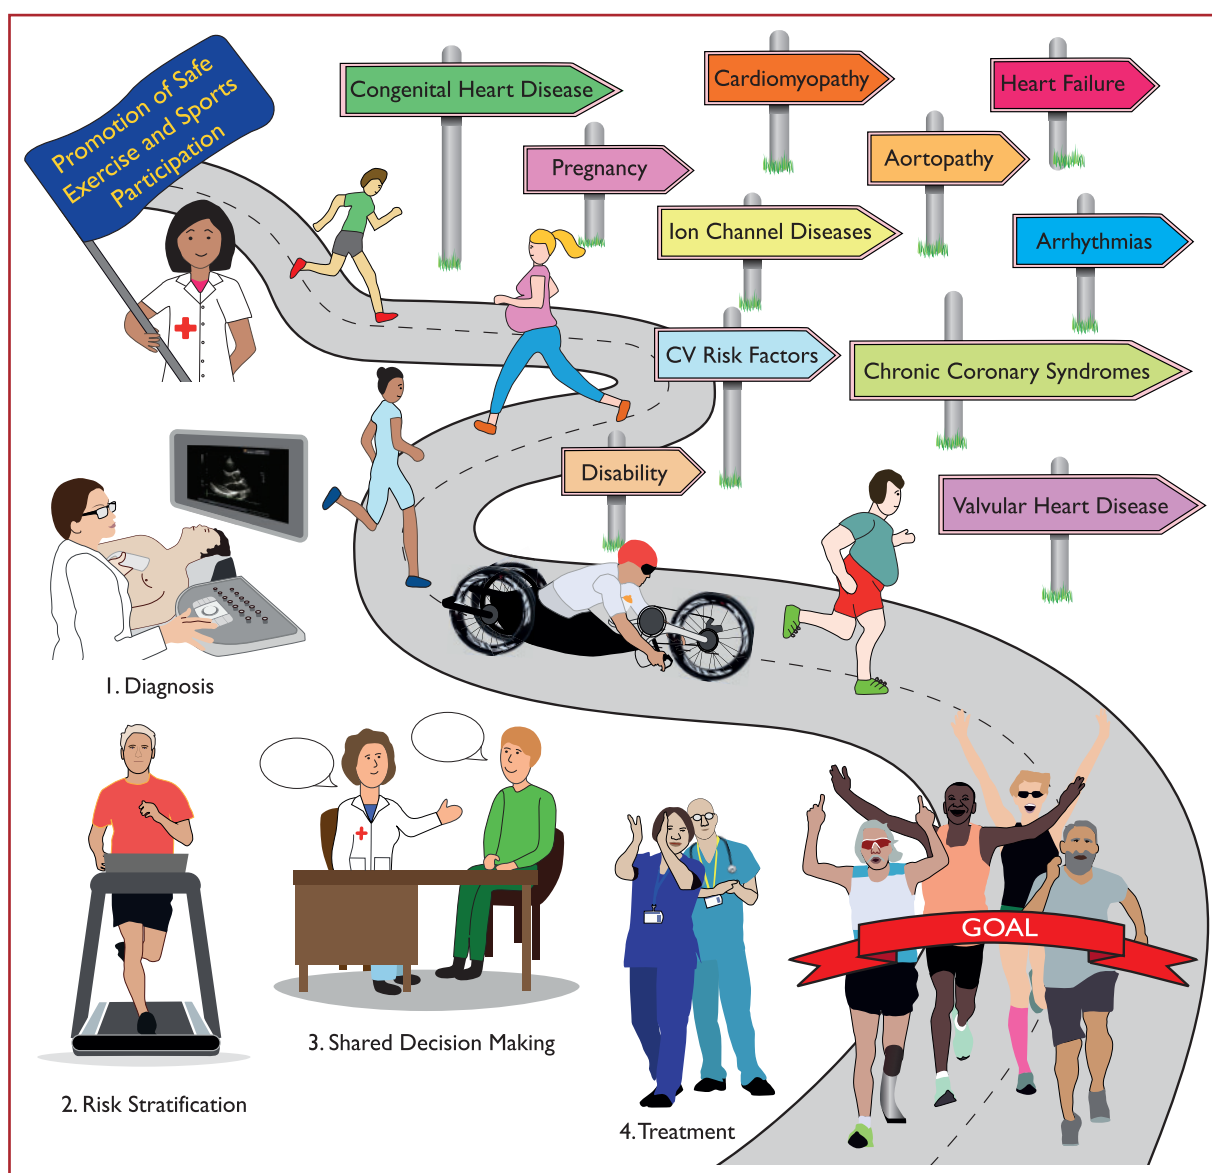 Promotion of Safe
Exercise and Sports
Participation
Congenital Heart Disease
Cardiomyopathy
Heart Failure
Pregnancy
Aortopathy
Ion Channel Diseases
Arrhythmias
CV Risk Factors
Chronic Coronary Syndromes
Disability
Valvular Heart Disease
1. Diagnosis
2. Risk Stratification
3. Shared Decision Making
4. Treatment
GOAL